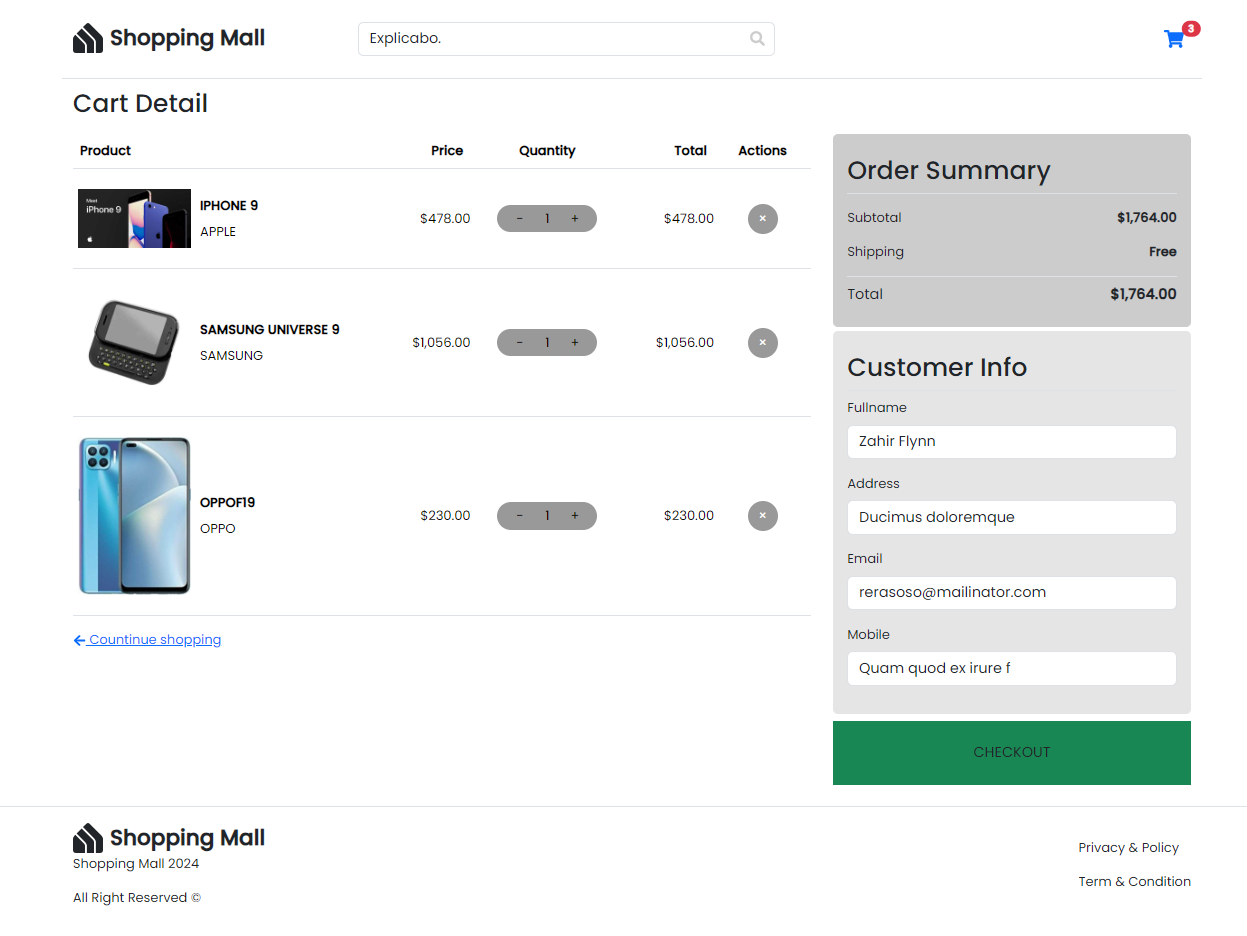 Shopping Mall
Explicabo.
3
Cart Detail
Product Price Quantity Total Actions
Meet
iPhone 9
IPHONE 9
APPLE
$478.00 - 1 + $478.00 ×
SAMSUNG UNIVERSE 9
SAMSUNG
$1,056.00 - 1 + $1,056.00 ×
OPPOF19
OPPO
$230.00 - 1 + $230.00 ×
Countinue shopping
Order Summary
Subtotal $1,764.00
Shipping Free
Total $1,764.00
Customer Info
Fullname
Zahir Flynn
Address
Ducimus doloremque
Email
rerasoso@mailinator.com
Mobile
Quam quod ex irure f
CHECKOUT
Shopping Mall
Shopping Mall 2024
All Right Reserved ©
Privacy & Policy
Term & Condition